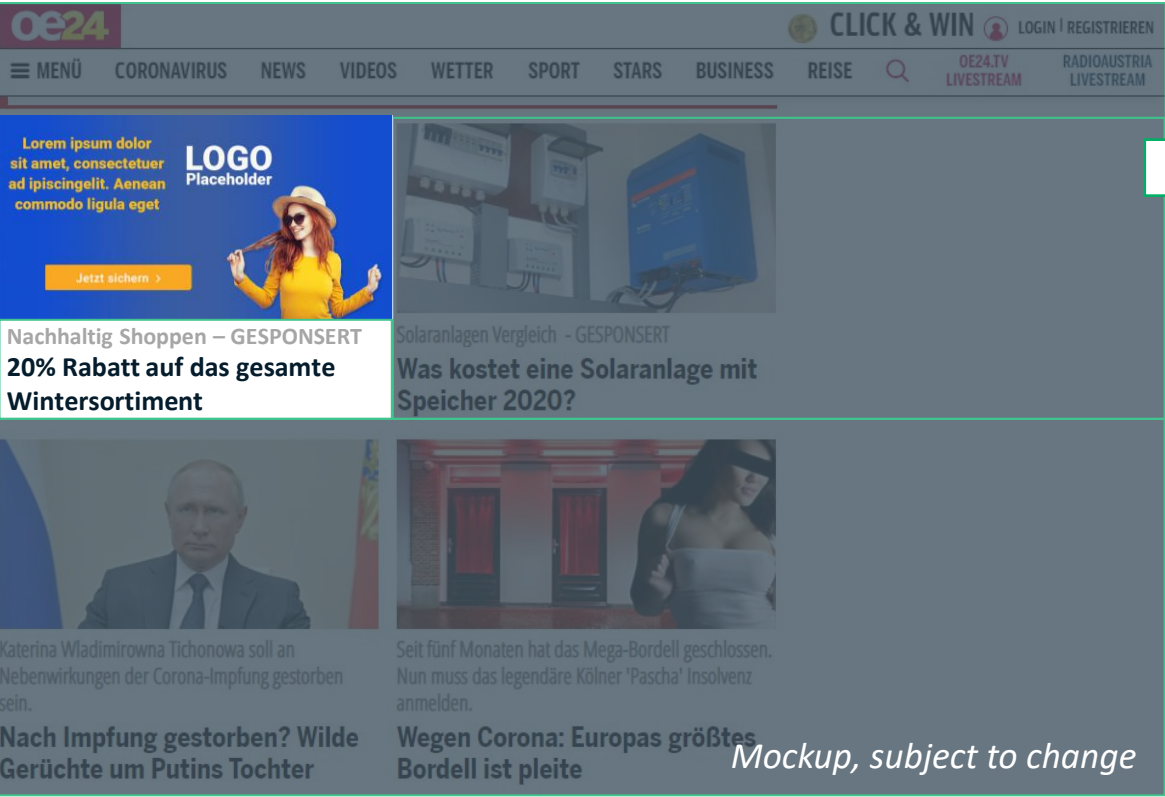 oe24
CLICK & WIN
LOGIN | REGISTRIEREN
MENÜ
CORONAVIRUS
NEWS
VIDEOS
WETTER
SPORT
STARS
BUSINESS
REISE
OE24.TV
LIVESTREAM
RADIOAUSTRIA
LIVESTREAM
Lorem ipsum dolor
sit amet, consectetuer
ad ipiscingelit. Aenean
commodo ligula eget
LOGO
Placeholder
Jetzt sichern >
Nachhaltig Shoppen – GESPONSERT
20% Rabatt auf das gesamte
Wintersortiment
Solaranlagen Vergleich - GESPONSERT
Was kostet eine Solaranlage mit
Speicher 2020?
Katerina Wladimirowna Tichonowa soll an
Nebenwirkungen der Corona-Impfung gestorben
sein.
Nach Impfung gestorben? Wilde
Gerüchte um Putins Tochter
Seit fünf Monaten hat das Mega-Bordell geschlossen.
Nun muss das legendäre Kölner 'Pascha' Insolvenz
anmelden.
Wegen Corona: Europas größtes
Bordell ist pleite
Mockup, subject to change